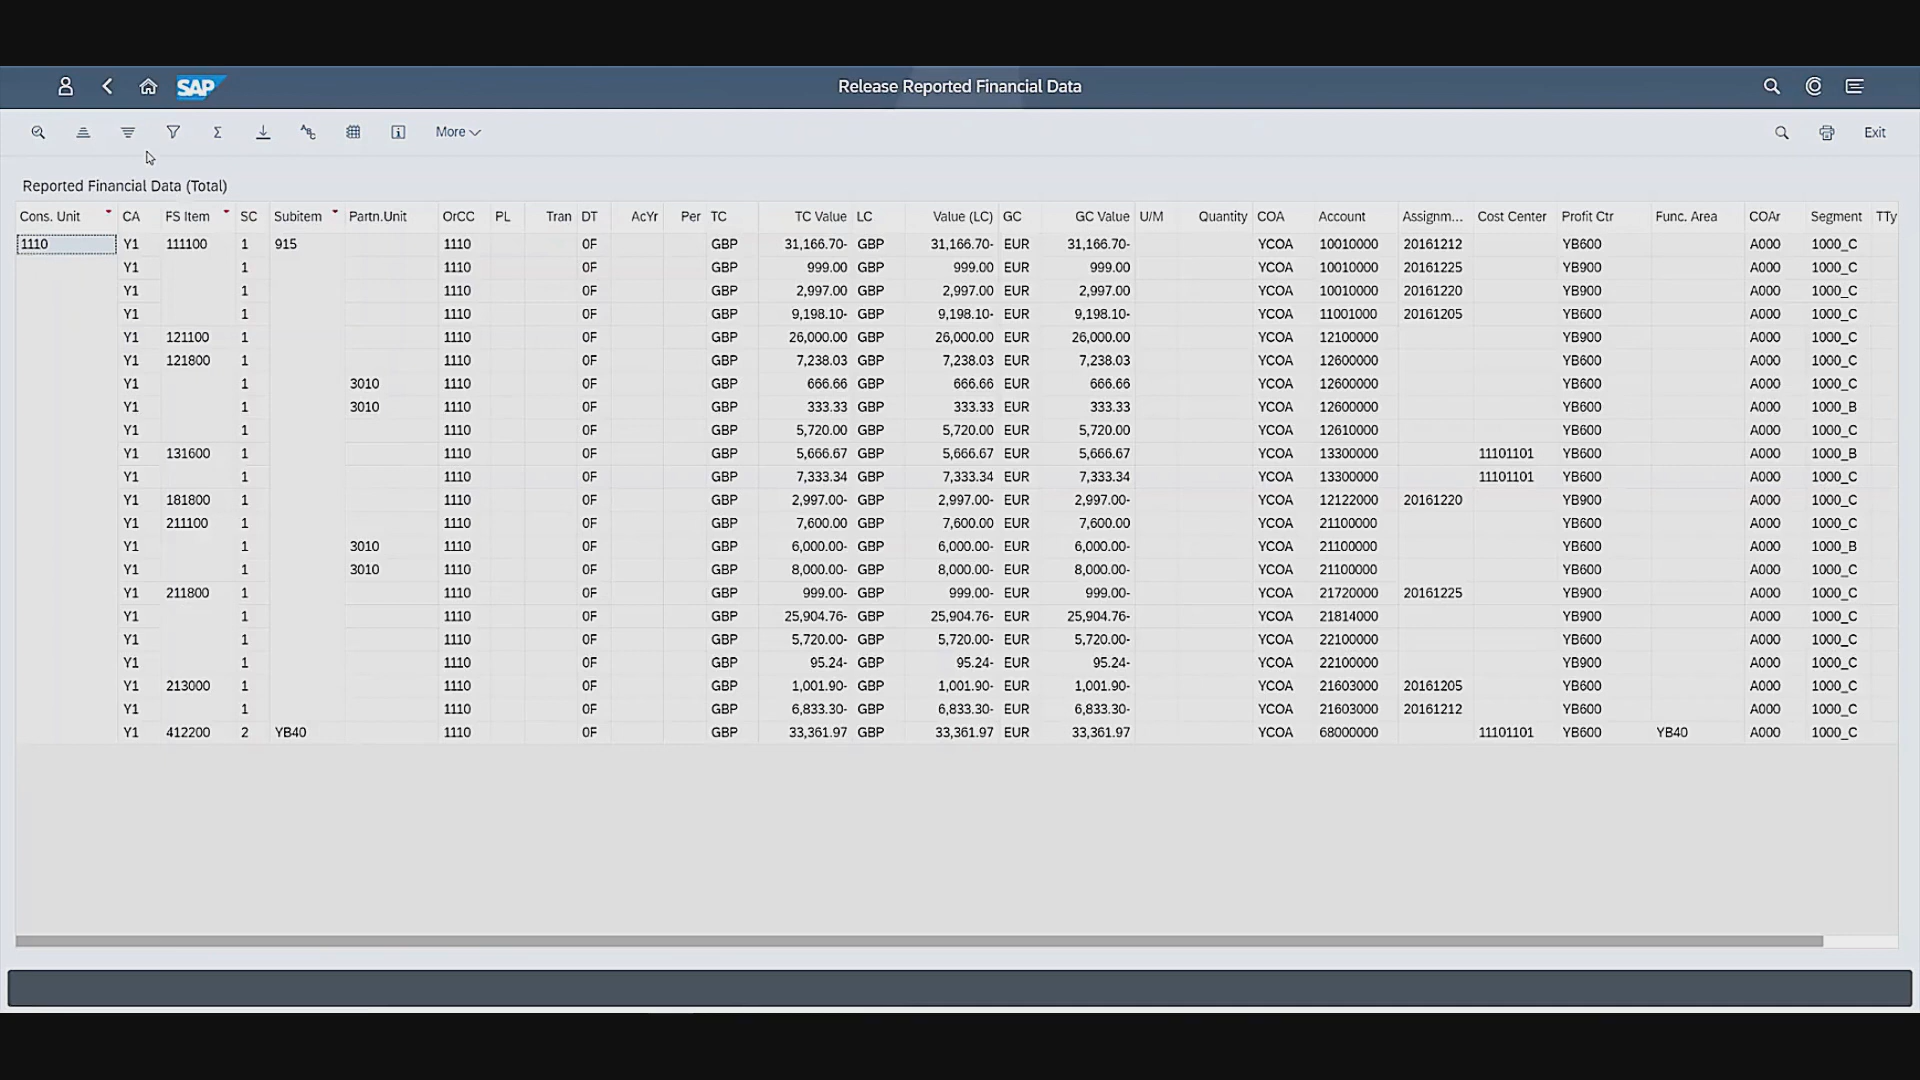 SAP Release Reported Financial Data
More Exit
Reported Financial Data (Total)
Cons. Unit CA FS Item SC Subitem Partn.Unit OrCC PL Tran DT AcYr Per TC TC Value LC Value (LC) GC GC Value U/M Quantity COA Account Assignm... Cost Center Profit Ctr Func. Area COAr Segment TTy
1110 Y1 111100 1 915 1110 0F GBP 31,166.70- GBP 31,166.70- EUR 31,166.70- YCOA 10010000 20161212 YB600 A000 1000_C
Y1 1 1110 0F GBP 999.00 GBP 999.00 EUR 999.00 YCOA 10010000 20161225 YB900 A000 1000_C
Y1 1 1110 0F GBP 2,997.00 GBP 2,997.00 EUR 2,997.00 YCOA 10010000 20161220 YB900 A000 1000_C
Y1 1 1110 0F GBP 9,198.10- GBP 9,198.10- EUR 9,198.10- YCOA 11001000 20161205 YB600 A000 1000_C
Y1 121100 1 1110 0F GBP 26,000.00 GBP 26,000.00 EUR 26,000.00 YCOA 12100000 YB900 A000 1000_C
Y1 121800 1 1110 0F GBP 7,238.03 GBP 7,238.03 EUR 7,238.03 YCOA 12600000 YB600 A000 1000_C
Y1 1 3010 1110 0F GBP 666.66 GBP 666.66 EUR 666.66 YCOA 12600000 YB600 A000 1000_C
Y1 1 3010 1110 0F GBP 333.33 GBP 333.33 EUR 333.33 YCOA 12600000 YB600 A000 1000_B
Y1 1 1110 0F GBP 5,720.00 GBP 5,720.00 EUR 5,720.00 YCOA 12610000 YB600 A000 1000_C
Y1 131600 1 1110 0F GBP 5,666.67 GBP 5,666.67 EUR 5,666.67 YCOA 13300000 11101101 YB600 A000 1000_B
Y1 1 1110 0F GBP 7,333.34 GBP 7,333.34 EUR 7,333.34 YCOA 13300000 11101101 YB600 A000 1000_C
Y1 181800 1 1110 0F GBP 2,997.00- GBP 2,997.00- EUR 2,997.00- YCOA 12122000 20161220 YB900 A000 1000_C
Y1 211100 1 1110 0F GBP 7,600.00 GBP 7,600.00 EUR 7,600.00 YCOA 21100000 YB600 A000 1000_C
Y1 1 3010 1110 0F GBP 6,000.00- GBP 6,000.00- EUR 6,000.00- YCOA 21100000 YB600 A000 1000_B
Y1 1 3010 1110 0F GBP 8,000.00- GBP 8,000.00- EUR 8,000.00- YCOA 21100000 YB600 A000 1000_C
Y1 211800 1 1110 0F GBP 999.00- GBP 999.00- EUR 999.00- YCOA 21720000 20161225 YB900 A000 1000_C
Y1 1 1110 0F GBP 25,904.76- GBP 25,904.76- EUR 25,904.76- YCOA 21814000 YB900 A000 1000_C
Y1 1 1110 0F GBP 5,720.00- GBP 5,720.00- EUR 5,720.00- YCOA 22100000 YB600 A000 1000_C
Y1 1 1110 0F GBP 95.24- GBP 95.24- EUR 95.24- YCOA 22100000 YB900 A000 1000_C
Y1 213000 1 1110 0F GBP 1,001.90- GBP 1,001.90- EUR 1,001.90- YCOA 21603000 20161205 YB600 A000 1000_C
Y1 1 1110 0F GBP 6,833.30- GBP 6,833.30- EUR 6,833.30- YCOA 21603000 20161212 YB600 A000 1000_C
Y1 412200 2 YB40 1110 0F GBP 33,361.97 GBP 33,361.97 EUR 33,361.97 YCOA 68000000 11101101 YB600 YB40 A000 1000_C